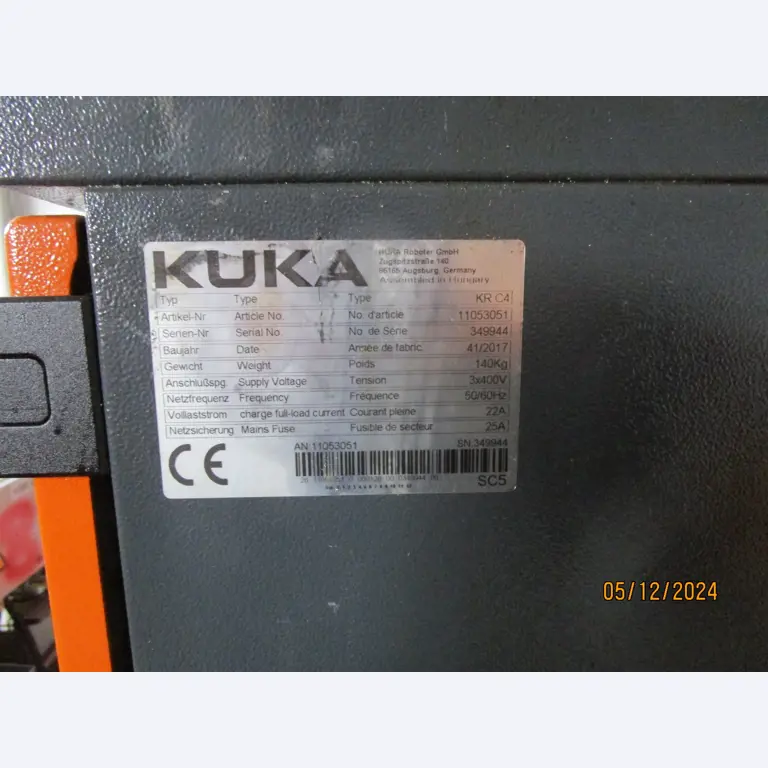 KUKA
KUKA Roboter GmbH
Zugspitzstraße 140
86165 Augsburg, Germany
Assembled in Hungary
Typ Type Type KR C4
Artikel-Nr Article No. No. d'article 11053051
Serien-Nr Serial No. No. de Série 349944
Baujahr Date Année de fabric. 41/2017
Gewicht Weight Poids 140Kg
Anschlußspg. Supply Voltage Tension 3x400V
Netzfrequenz Frequency Fréquence 50/60Hz
Vollaststrom charge full-load current Courant pleine 22A
Netzsicherung Mains Fuse Fusible de secteur 25A
CE
AN:11053051 SN:349944
SC5
05/12/2024